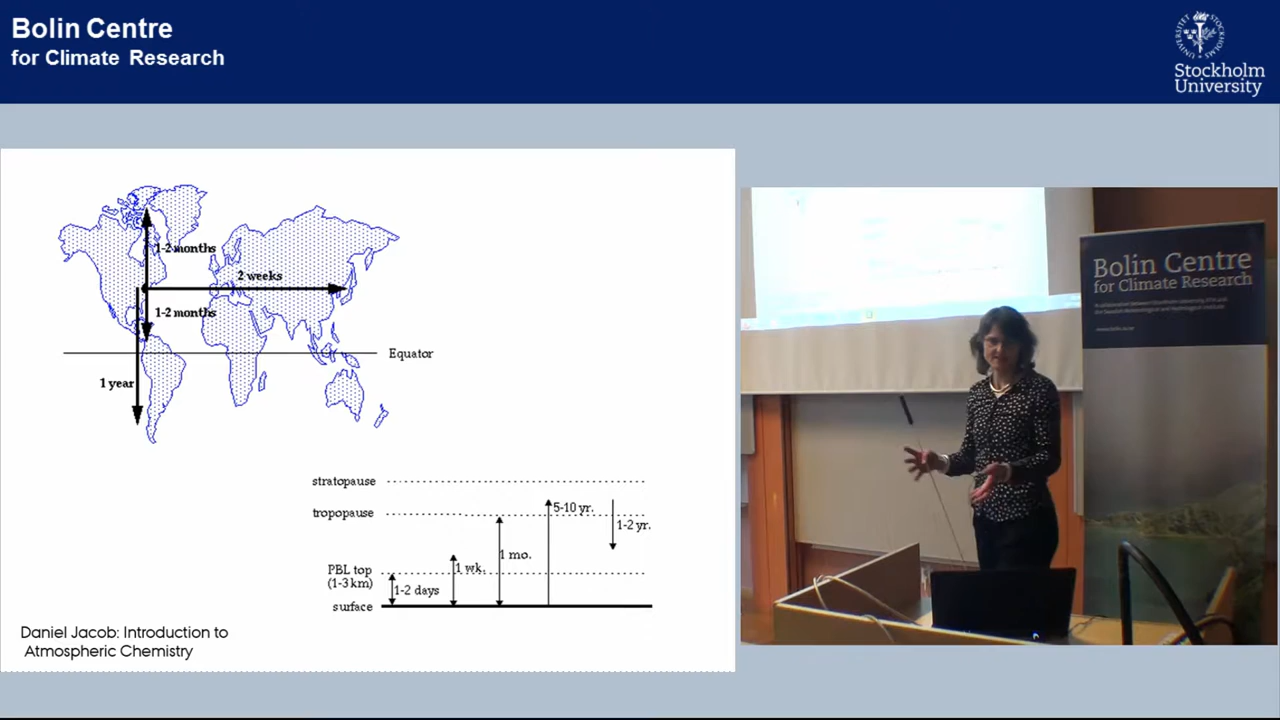 Bolin Centre
for Climate Research
Stockholm
University
1-2 months
2 weeks
1-2 months
Equator
1 year
stratopause
tropopause
5-10 yr.
1-2 yr.
1 mo.
PBL top
(1-3 km)
1 wk.
1-2 days
surface
Daniel Jacob: Introduction to
Atmospheric Chemistry
Bolin Centre
for Climate Research